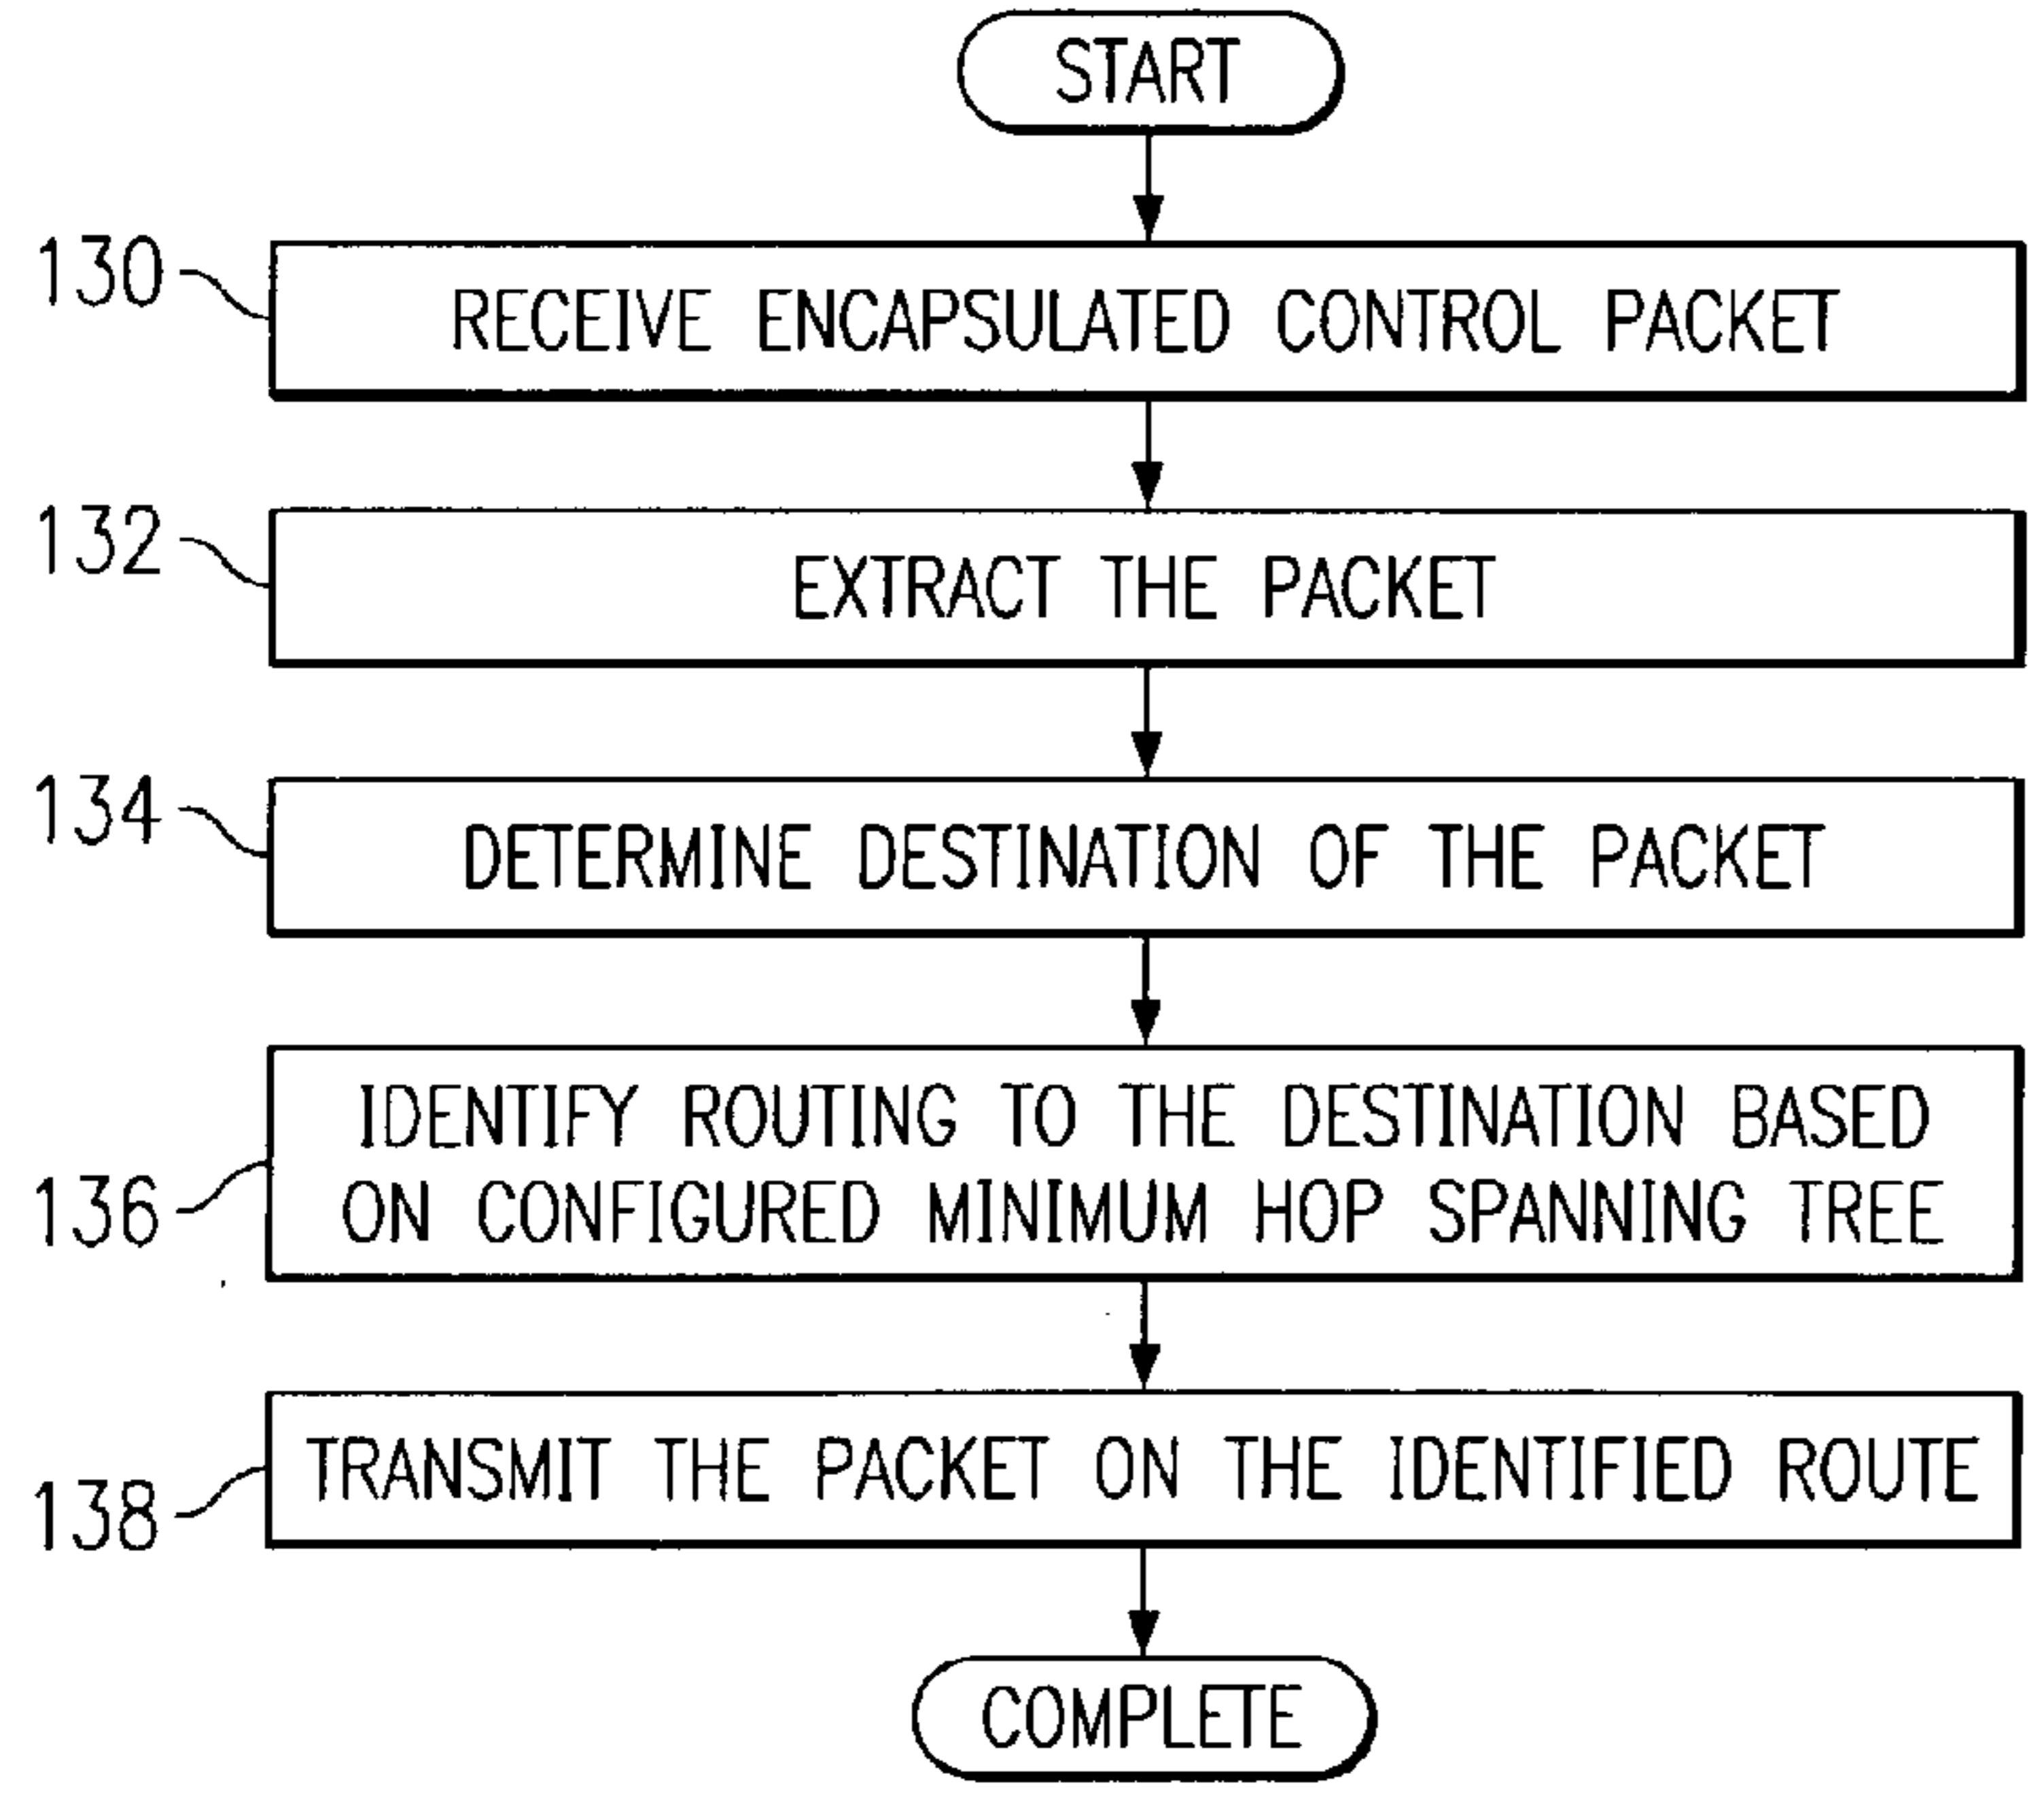 START
130
RECEIVE ENCAPSULATED CONTROL PACKET
132
EXTRACT THE PACKET
134
DETERMINE DESTINATION OF THE PACKET
136
IDENTIFY ROUTING TO THE DESTINATION BASED
ON CONFIGURED MINIMUM HOP SPANNING TREE
138
TRANSMIT THE PACKET ON THE IDENTIFIED ROUTE
COMPLETE